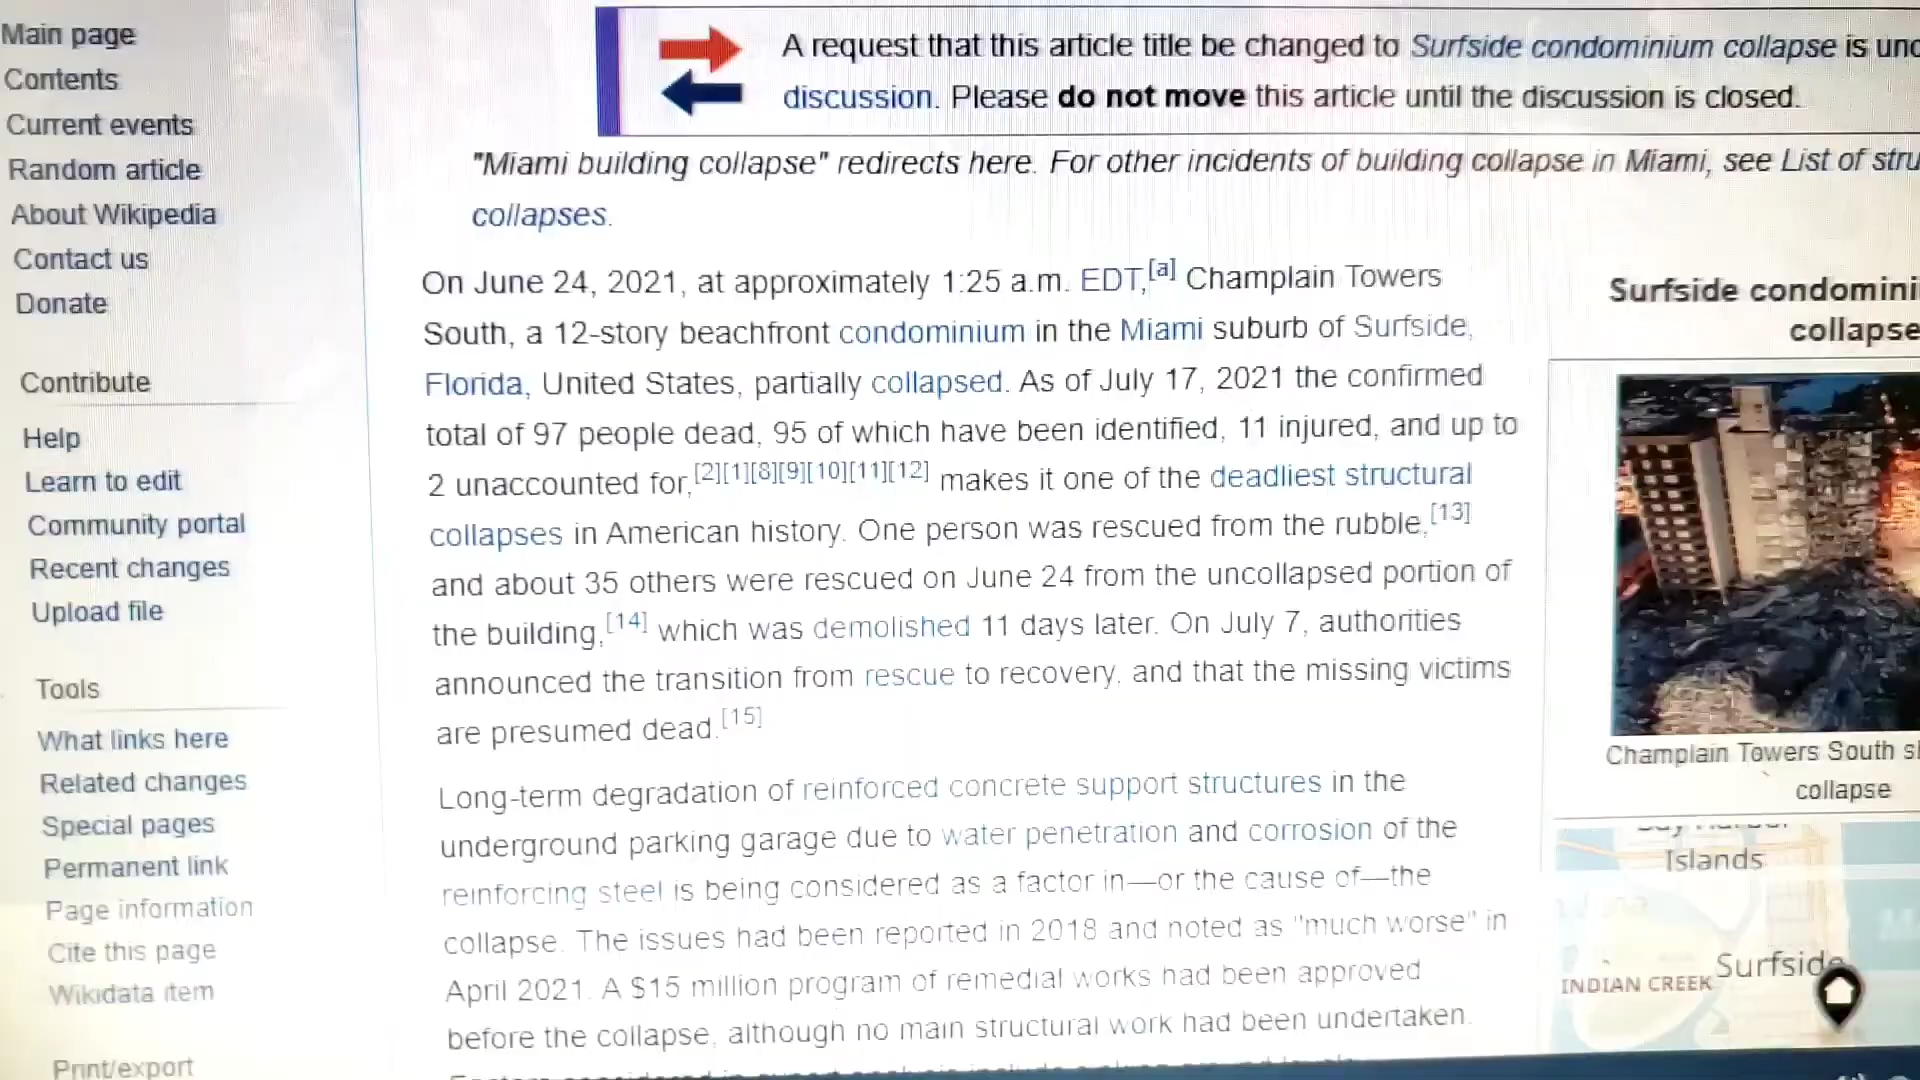 Main page
Contents
Current events
Random article
About Wikipedia
Contact us
Donate
Contribute
Help
Learn to edit
Community portal
Recent changes
Upload file
Tools
What links here
Related changes
Special pages
Permanent link
Page information
Cite this page
Wikidata item
Print/export
A request that this article title be changed to Surfside condominium collapse is
discussion. Please do not move this article until the discussion is closed.
"Miami building collapse" redirects here. For other incidents of building collapse in Miami, see List of
collapses.
On June 24, 2021, at approximately 1:25 a.m. EDT,[a] Champlain Towers
South, a 12-story beachfront condominium in the Miami suburb of Surfside,
Florida, United States, partially collapsed. As of July 17, 2021 the confirmed
total of 97 people dead, 95 of which have been identified, 11 injured, and up to
2 unaccounted for,[2][1][8][9][10][11][12] makes it one of the deadliest structural
collapses in American history. One person was rescued from the rubble,[13]
and about 35 others were rescued on June 24 from the uncollapsed portion of
the building,[14] which was demolished 11 days later. On July 7, authorities
announced the transition from rescue to recovery, and that the missing victims
are presumed dead.[15]
Long-term degradation of reinforced concrete support structures in the
underground parking garage due to water penetration and corrosion of the
reinforcing steel is being considered as a factor in—or the cause of—the
collapse. The issues had been reported in 2018 and noted as "much worse" in
April 2021. A $15 million program of remedial works had been approved
before the collapse, although no main structural work had been undertaken.
Surfside
collapse
Champlain Towers South
collapse
Islands
Surfside
INDIAN CREEK